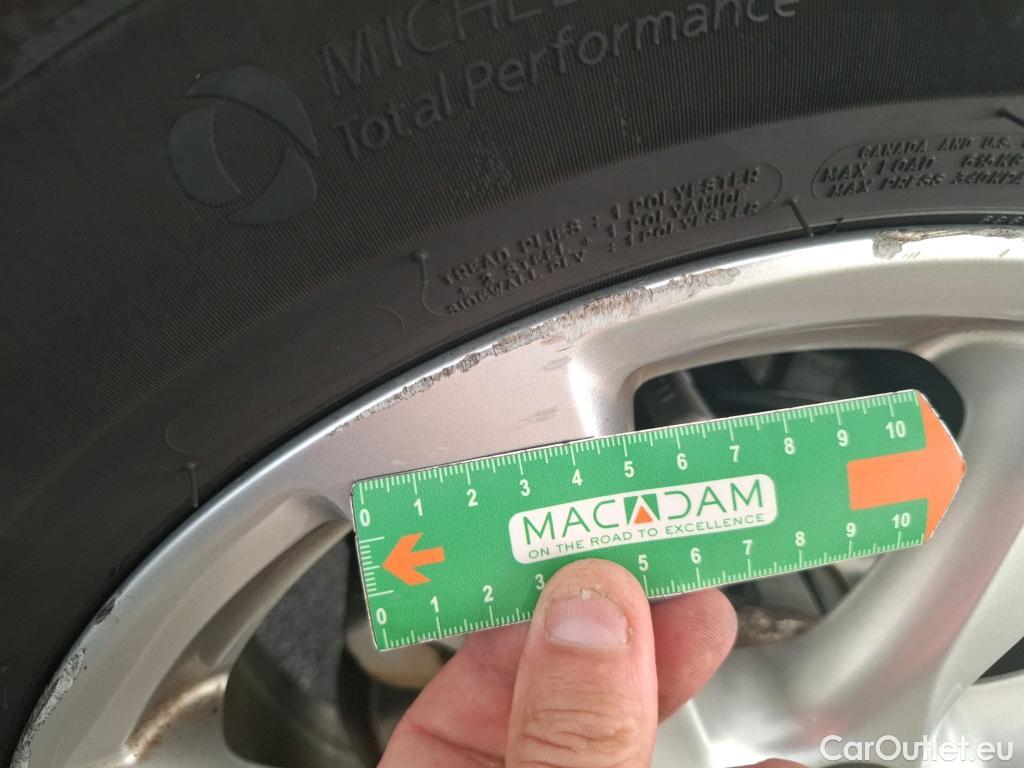 MICHEL
Total Performance
TREAD PLIES : 1 POLYESTER
+ 2 STEEL + 1 POLYAMIDE
SIDEWALL PLY : 1 POLYESTER
CANADA AND U.S.
MAX LOAD
MAX PRESS 340KPA
0 1 2 3 4 5 6 7 8 9 10
MACADAM
ON THE ROAD TO EXCELLENCE
0 1 2 3 5 6 7 8 9 10
CarOutlet.eu